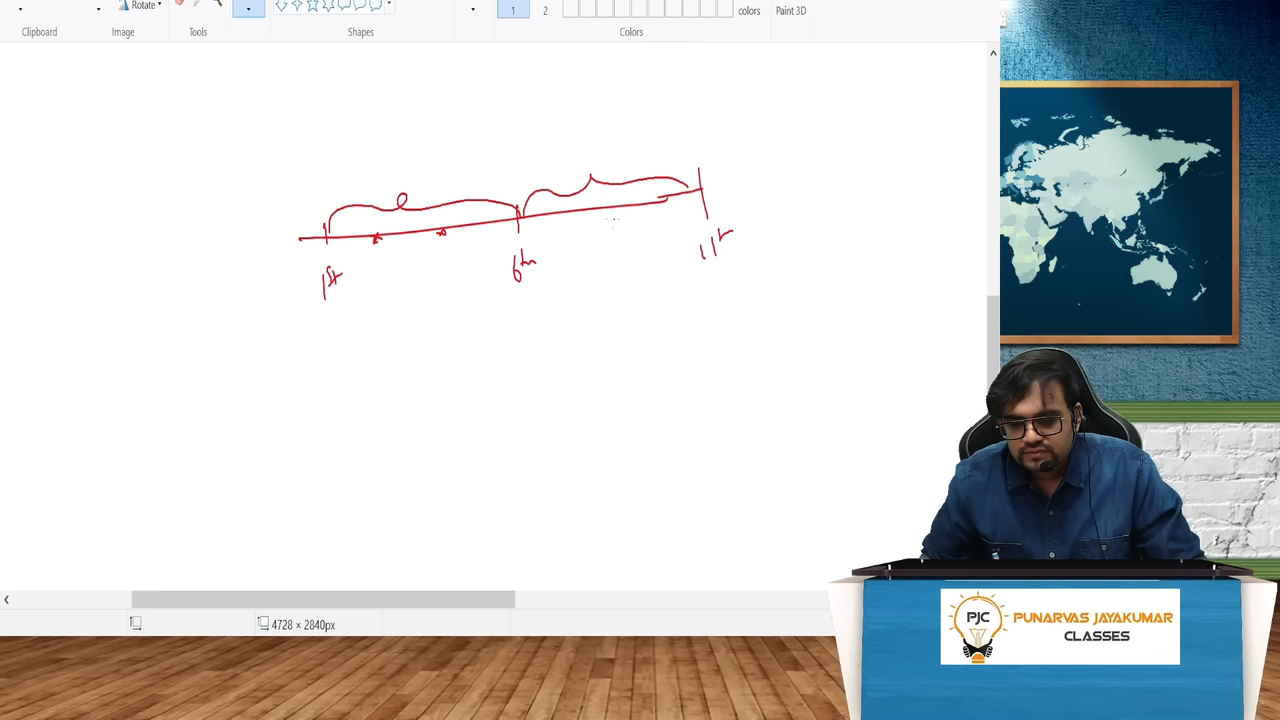 Rotate
1
2
colors
Paint 3D
Clipboard
Image
Tools
Shapes
Colors
1st
6th
11th
4728 × 2840px
PJC
PUNARVAS JAYAKUMAR
CLASSES